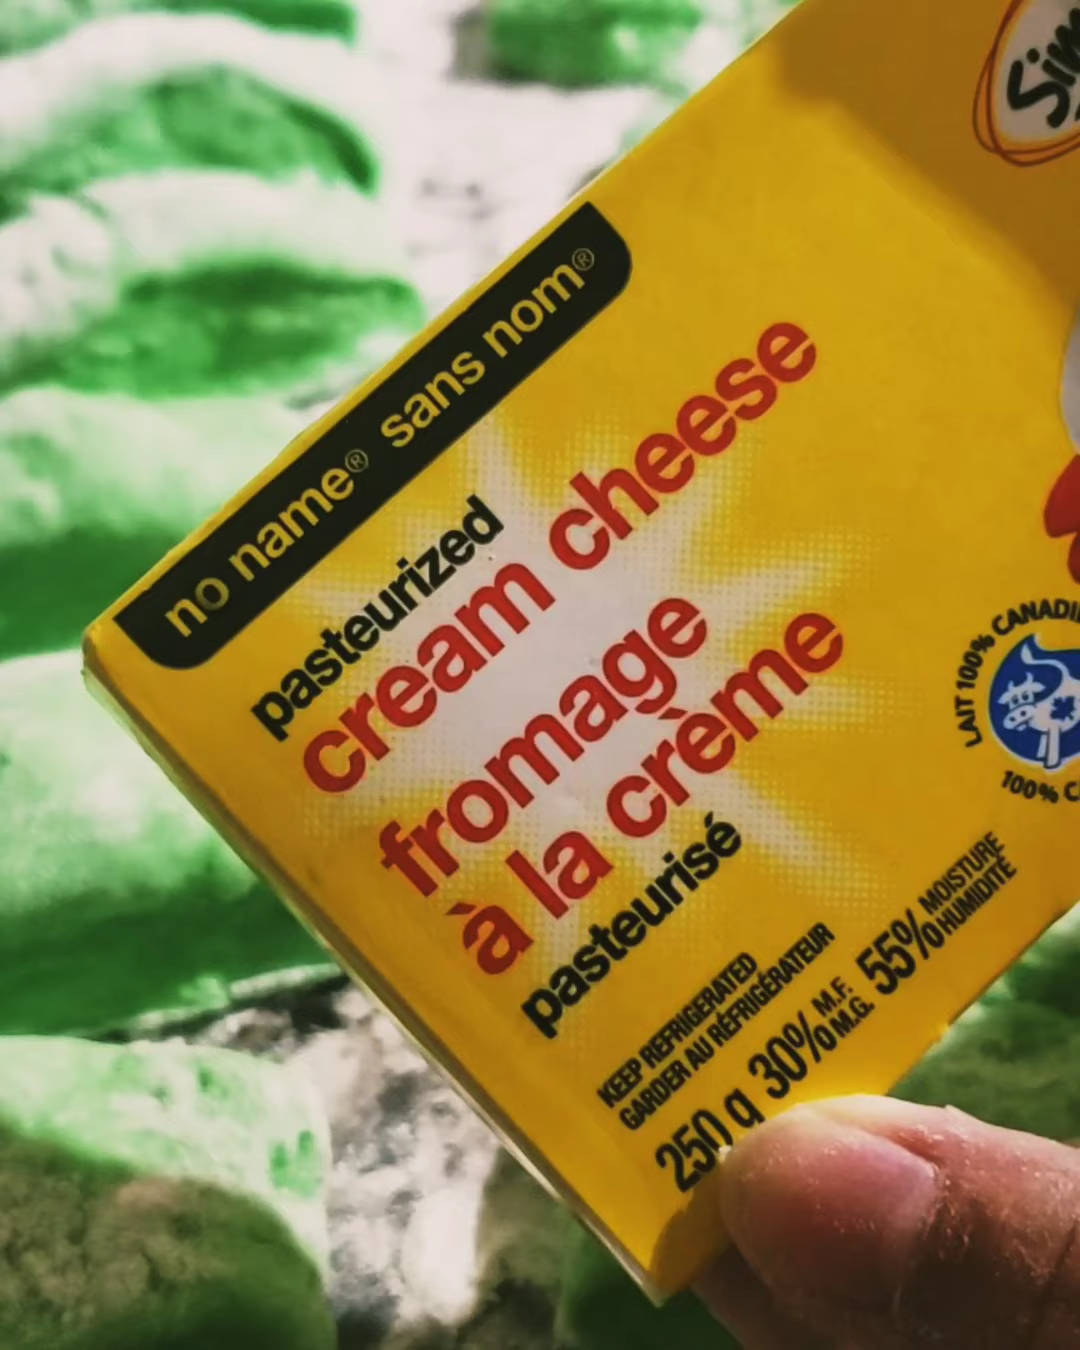 no name® sans nom®
pasteurized
cream cheese
fromage
à la crème
pasteurisé
KEEP REFRIGERATED
GARDER AU RÉFRIGÉRATEUR
250 g 30% M.F. 55% MOISTURE
M.G. HUMIDITÉ
LAIT 100%
100%